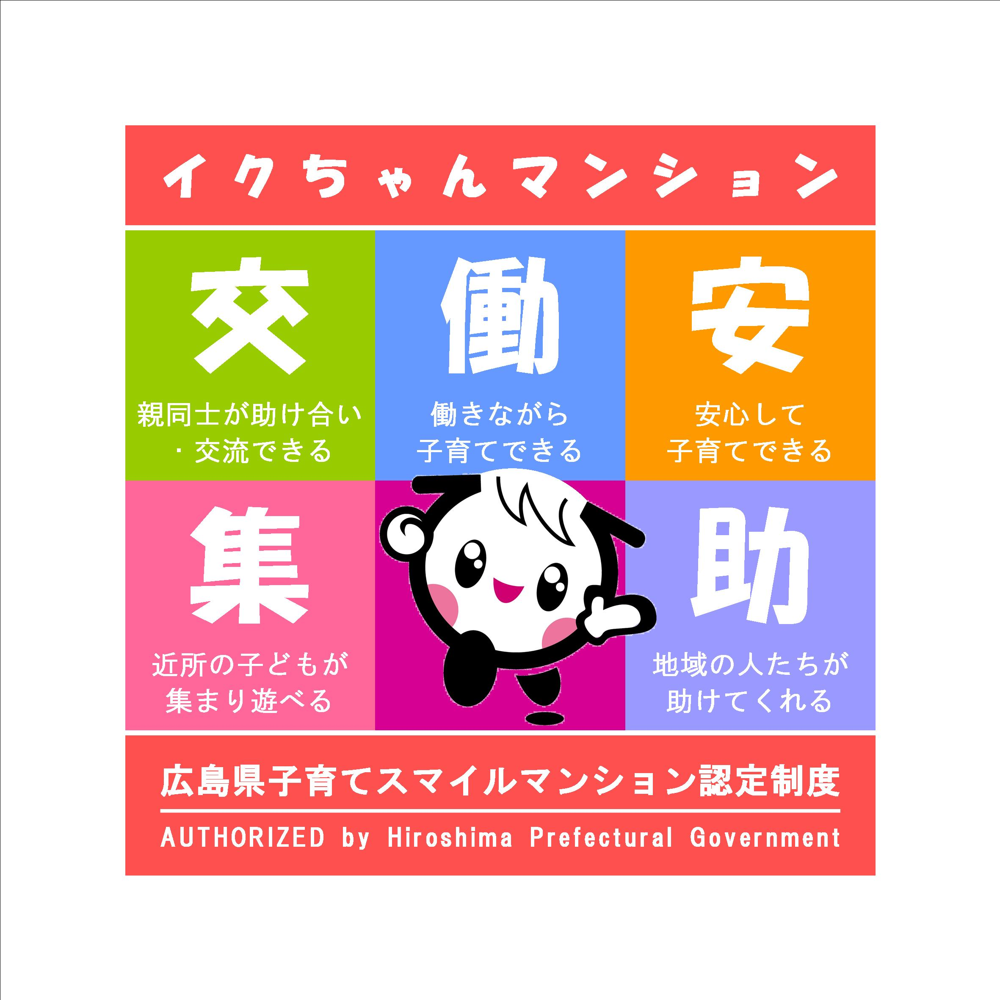 イクちゃんマンション
交
親同士が助け合い
・交流できる
働
働きながら
子育てできる
安
安心して
子育てできる
集
近所の子どもが
集まり遊べる
助
地域の人たちが
助けてくれる
広島県子育てスマイルマンション認定制度
AUTHORIZED by Hiroshima Prefectural Government